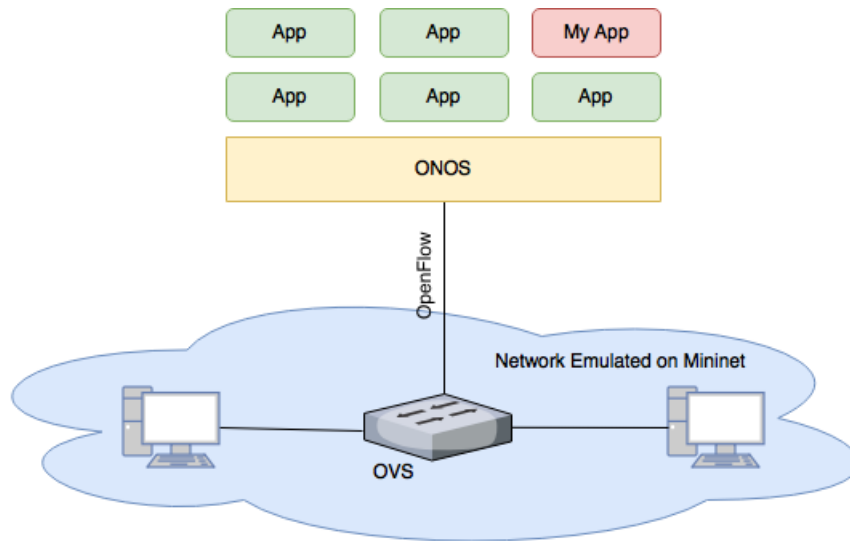 App
App
My App
App
App
App
ONOS
OpenFlow
Network Emulated on Mininet
OVS